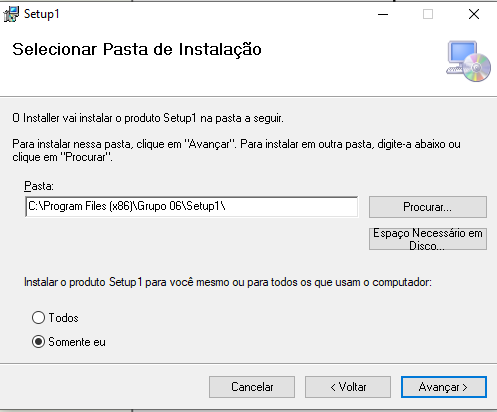 Setup1
Selecionar Pasta de Instalação
O Installer vai instalar o produto Setup1 na pasta a seguir.
Para instalar nessa pasta, clique em "Avançar". Para instalar em outra pasta, digite-a abaixo ou
clique em "Procurar".
Pasta:
C:\Program Files (x86)\Grupo 06\Setup1\
Procurar...
Espaço Necessário em
Disco...
Instalar o produto Setup1 para você mesmo ou para todos os que usam o computador:
Todos
Somente eu
Cancelar
< Voltar
Avançar >